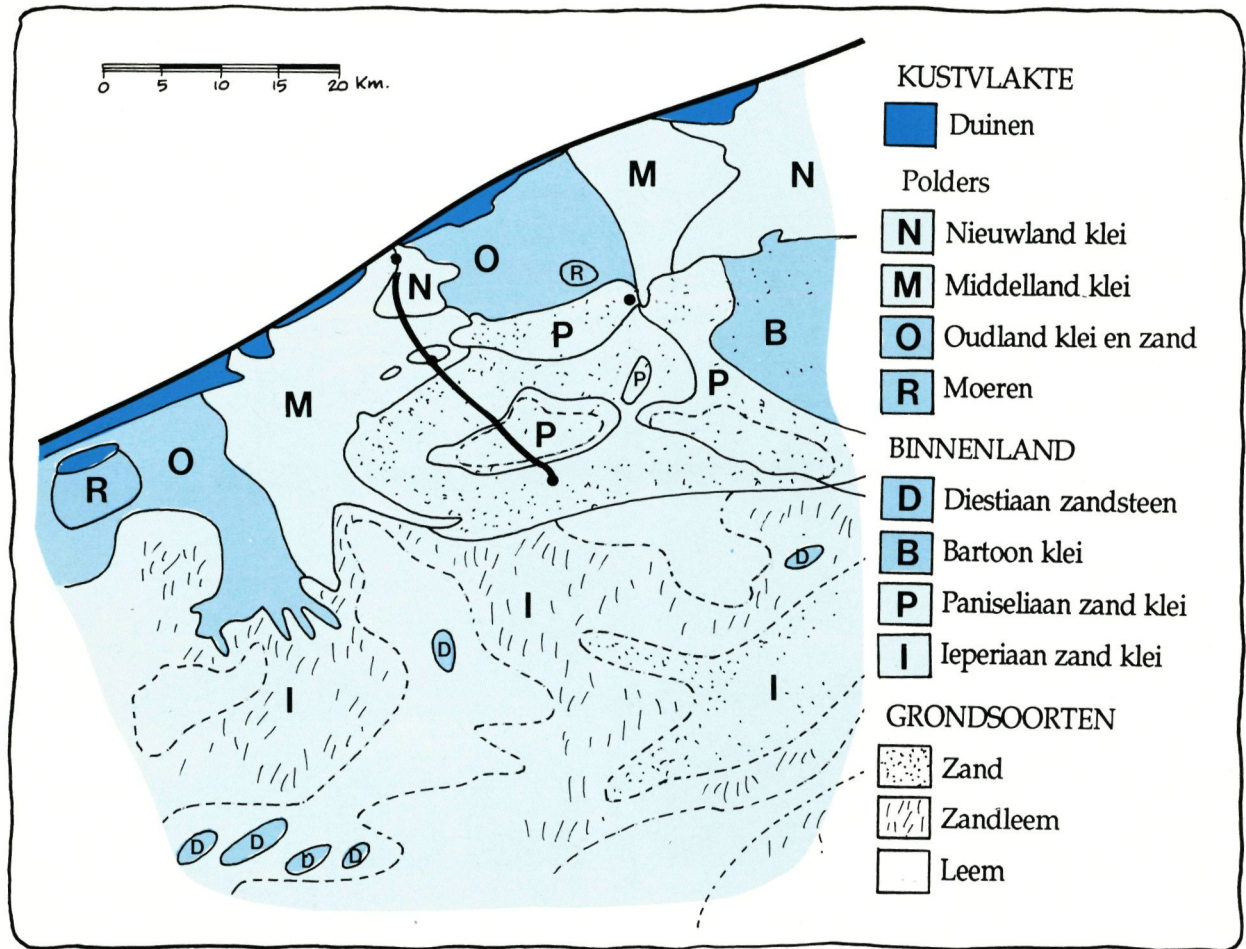 0 5 10 15 20 Km.
KUSTVLAKTE
Duinen
Polders
N Nieuwland klei
M Middelland klei
O Oudland klei en zand
R Moeren
BINNENLAND
D Diestiaan zandsteen
B Bartoon klei
P Paniseliaan zand klei
I Ieperiaan zand klei
GRONDSOORTEN
Zand
Zandleem
Leem
M
N
O
R
N
P
B
P
P
M
P
O
R
D
I
D
I
I
D
D
D
D